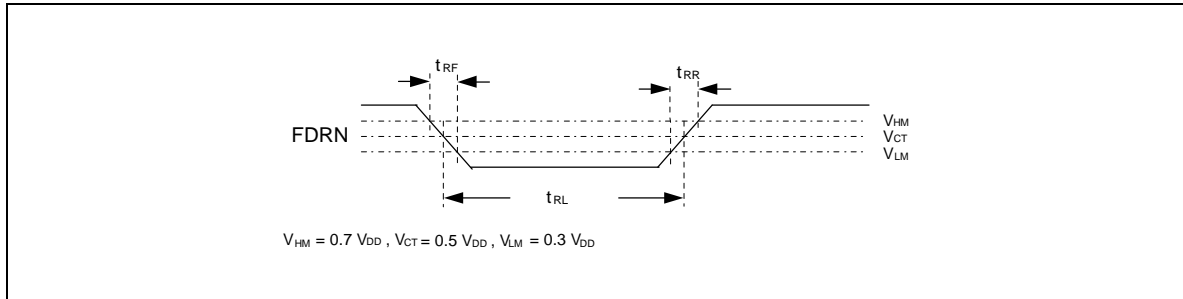 tRF
tRR
FDRN
VHM
VCT
VLM
tRL
VHM = 0.7 VDD , VCT = 0.5 VDD , VLM = 0.3 VDD